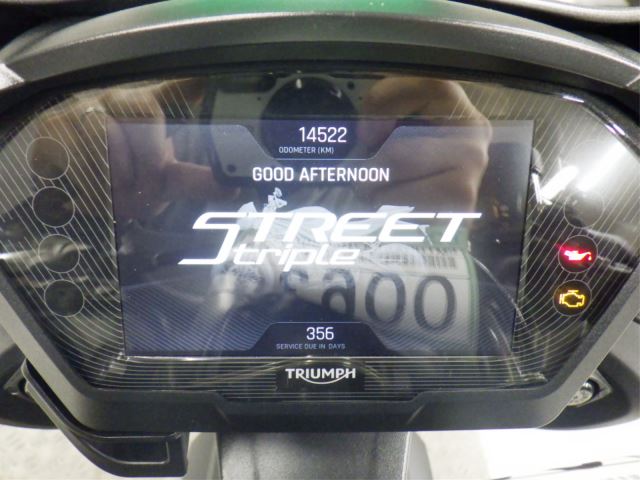 14522
ODOMETER (KM)
GOOD AFTERNOON
STREET
triple
356
SERVICE DUE IN DAYS
TRIUMPH